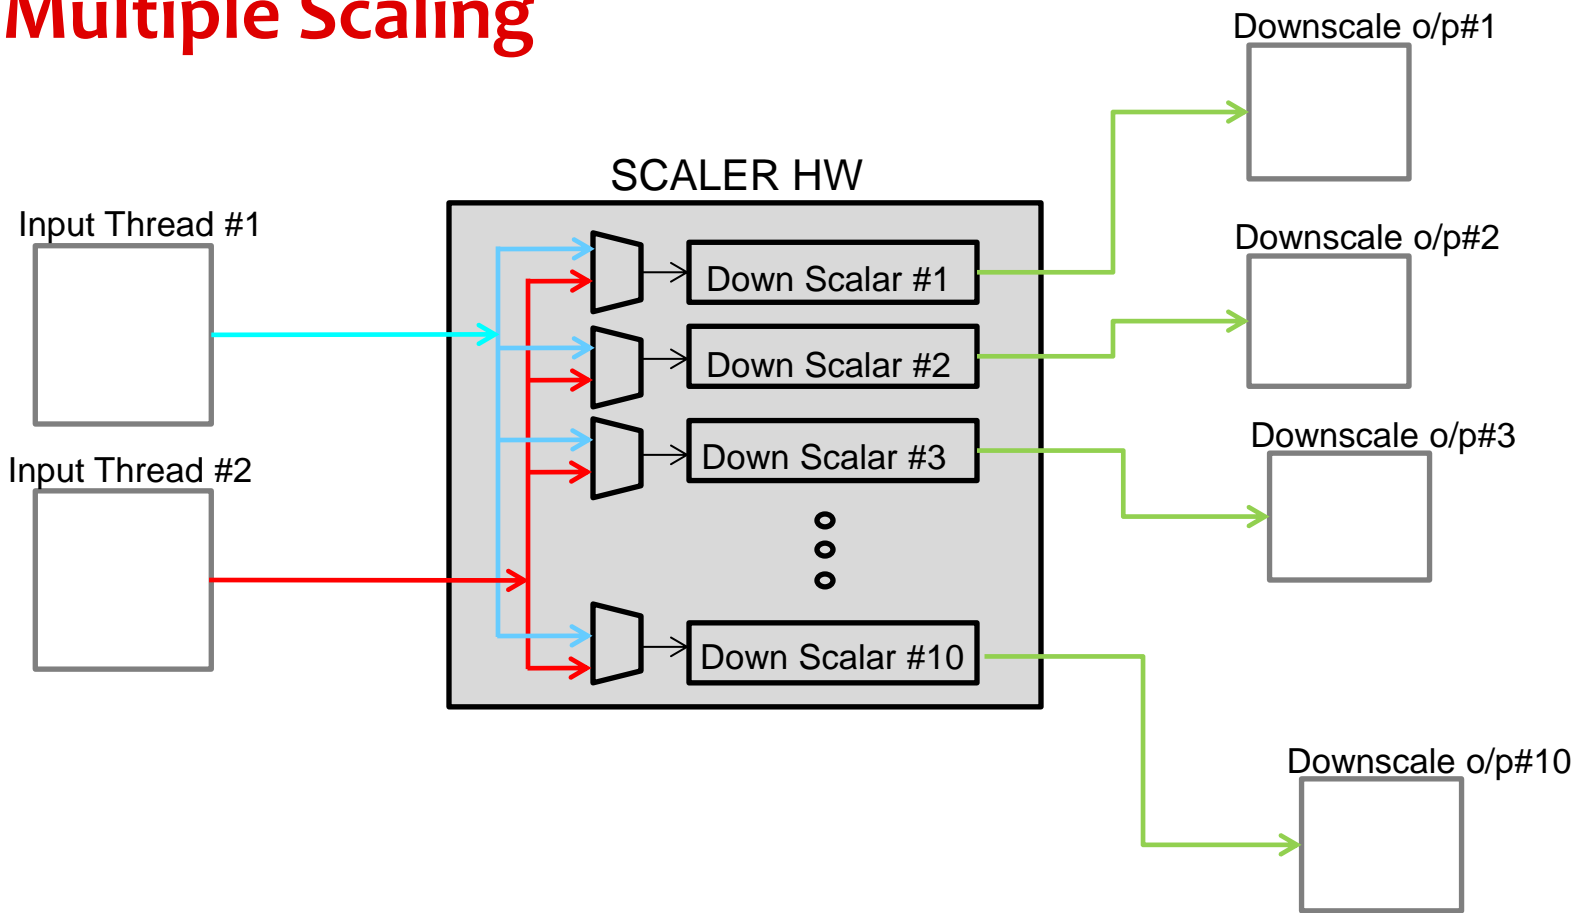 Multiple Scaling
Downscale o/p#1
SCALER HW
Input Thread #1
Down Scalar #1
Downscale o/p#2
Down Scalar #2
Downscale o/p#3
Input Thread #2
Down Scalar #3
Down Scalar #10
Downscale o/p#10